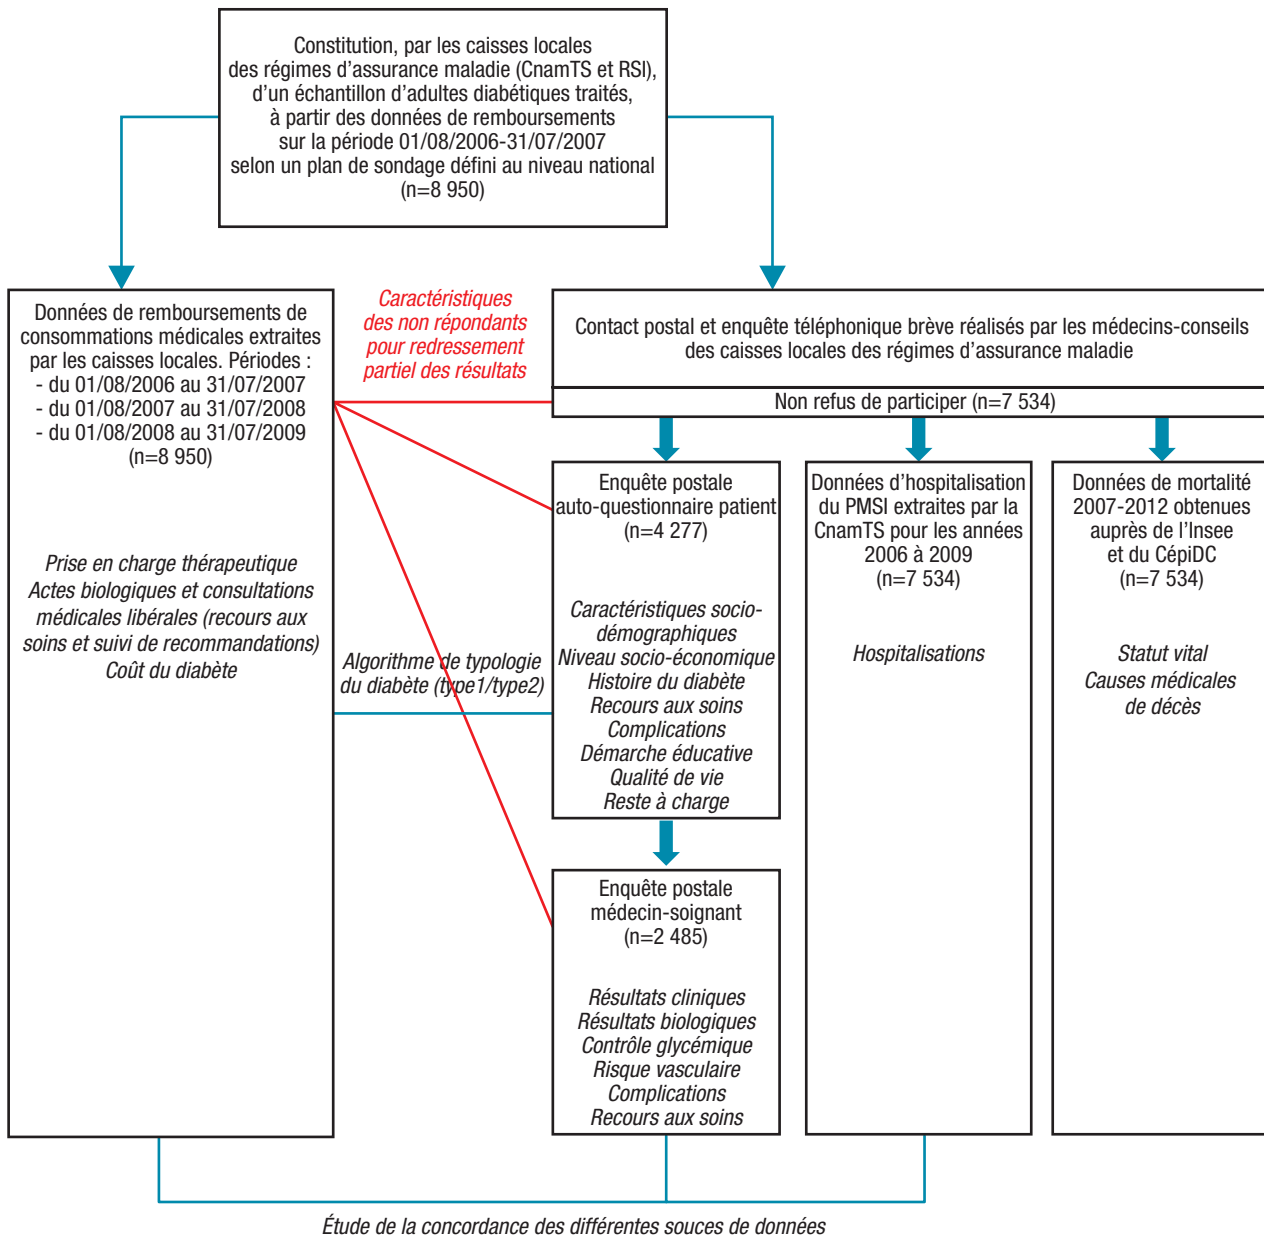 Constitution, par les caisses locales
des régimes d'assurance maladie (CnamTS et RSI),
d'un échantillon d'adultes diabétiques traités,
à partir des données de remboursements
sur la période 01/08/2006-31/07/2007
selon un plan de sondage défini au niveau national
(n=8 950)
Données de remboursements de
consommations médicales extraites
par les caisses locales. Périodes :
- du 01/08/2006 au 31/07/2007
- du 01/08/2007 au 31/07/2008
- du 01/08/2008 au 31/07/2009
(n=8 950)
Prise en charge thérapeutique
Actes biologiques et consultations
médicales libérales (recours aux
soins et suivi de recommandations)
Coût du diabète
Caractéristiques
des non répondants
pour redressement
partiel des résultats
Algorithme de typologie
du diabète (type1/type2)
Contact postal et enquête téléphonique brève réalisés par les médecins-conseils
des caisses locales des régimes d'assurance maladie
Non refus de participer (n=7 534)
Enquête postale
auto-questionnaire patient
(n=4 277)
Caractéristiques socio-
démographiques
Niveau socio-économique
Histoire du diabète
Recours aux soins
Complications
Démarche éducative
Qualité de vie
Reste à charge
Enquête postale
médecin-soignant
(n=2 485)
Résultats cliniques
Résultats biologiques
Contrôle glycémique
Risque vasculaire
Complications
Recours aux soins
Données d'hospitalisation
du PMSI extraites par la
CnamTS pour les années
2006 à 2009
(n=7 534)
Hospitalisations
Données de mortalité
2007-2012 obtenues
auprès de l'Insee
et du CépiDC
(n=7 534)
Statut vital
Causes médicales
de décès
Étude de la concordance des différentes souces de données